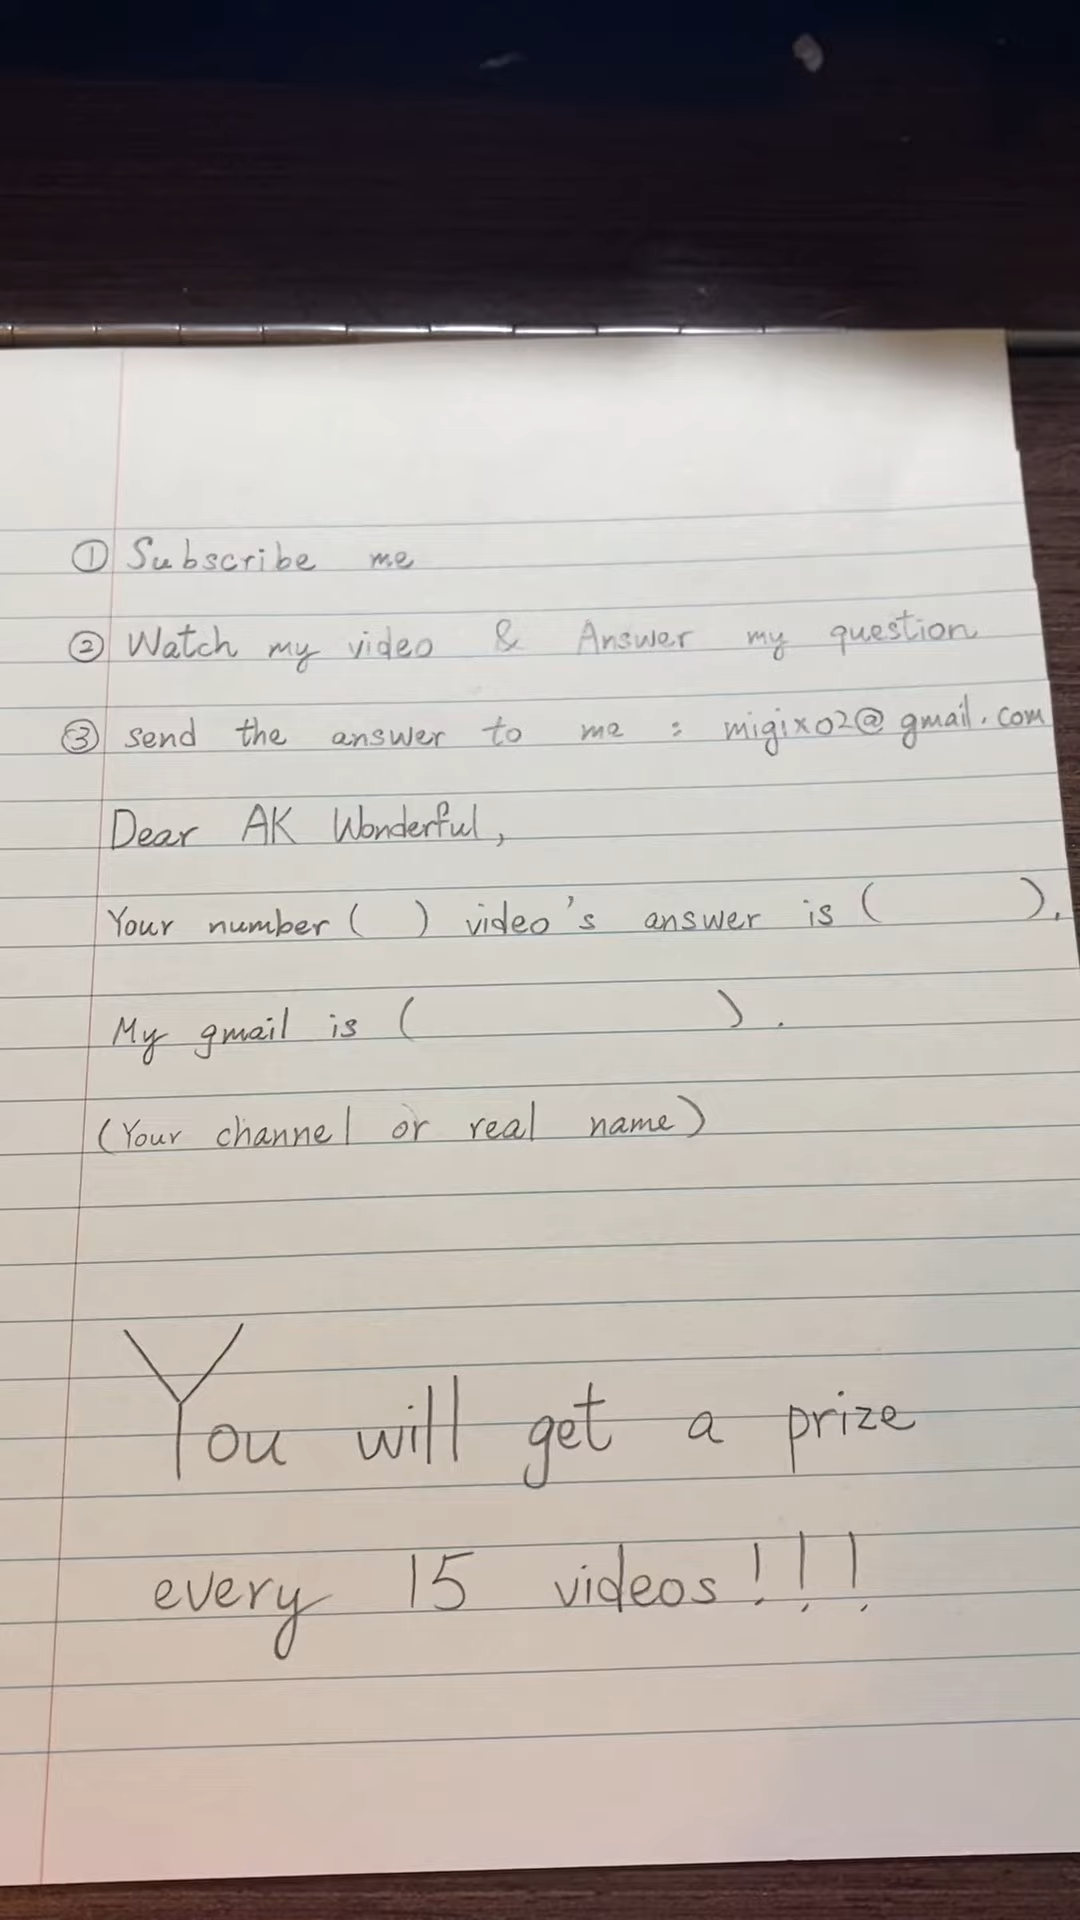 ① Subscribe me
② Watch my video & Answer my question
③ send the answer to me : migixo2@gmail.com
Dear AK Wonderful,
Your number ( ) video's answer is ( ).
My gmail is ( ).
(Your channel or real name)
You will get a prize
every 15 videos!!!